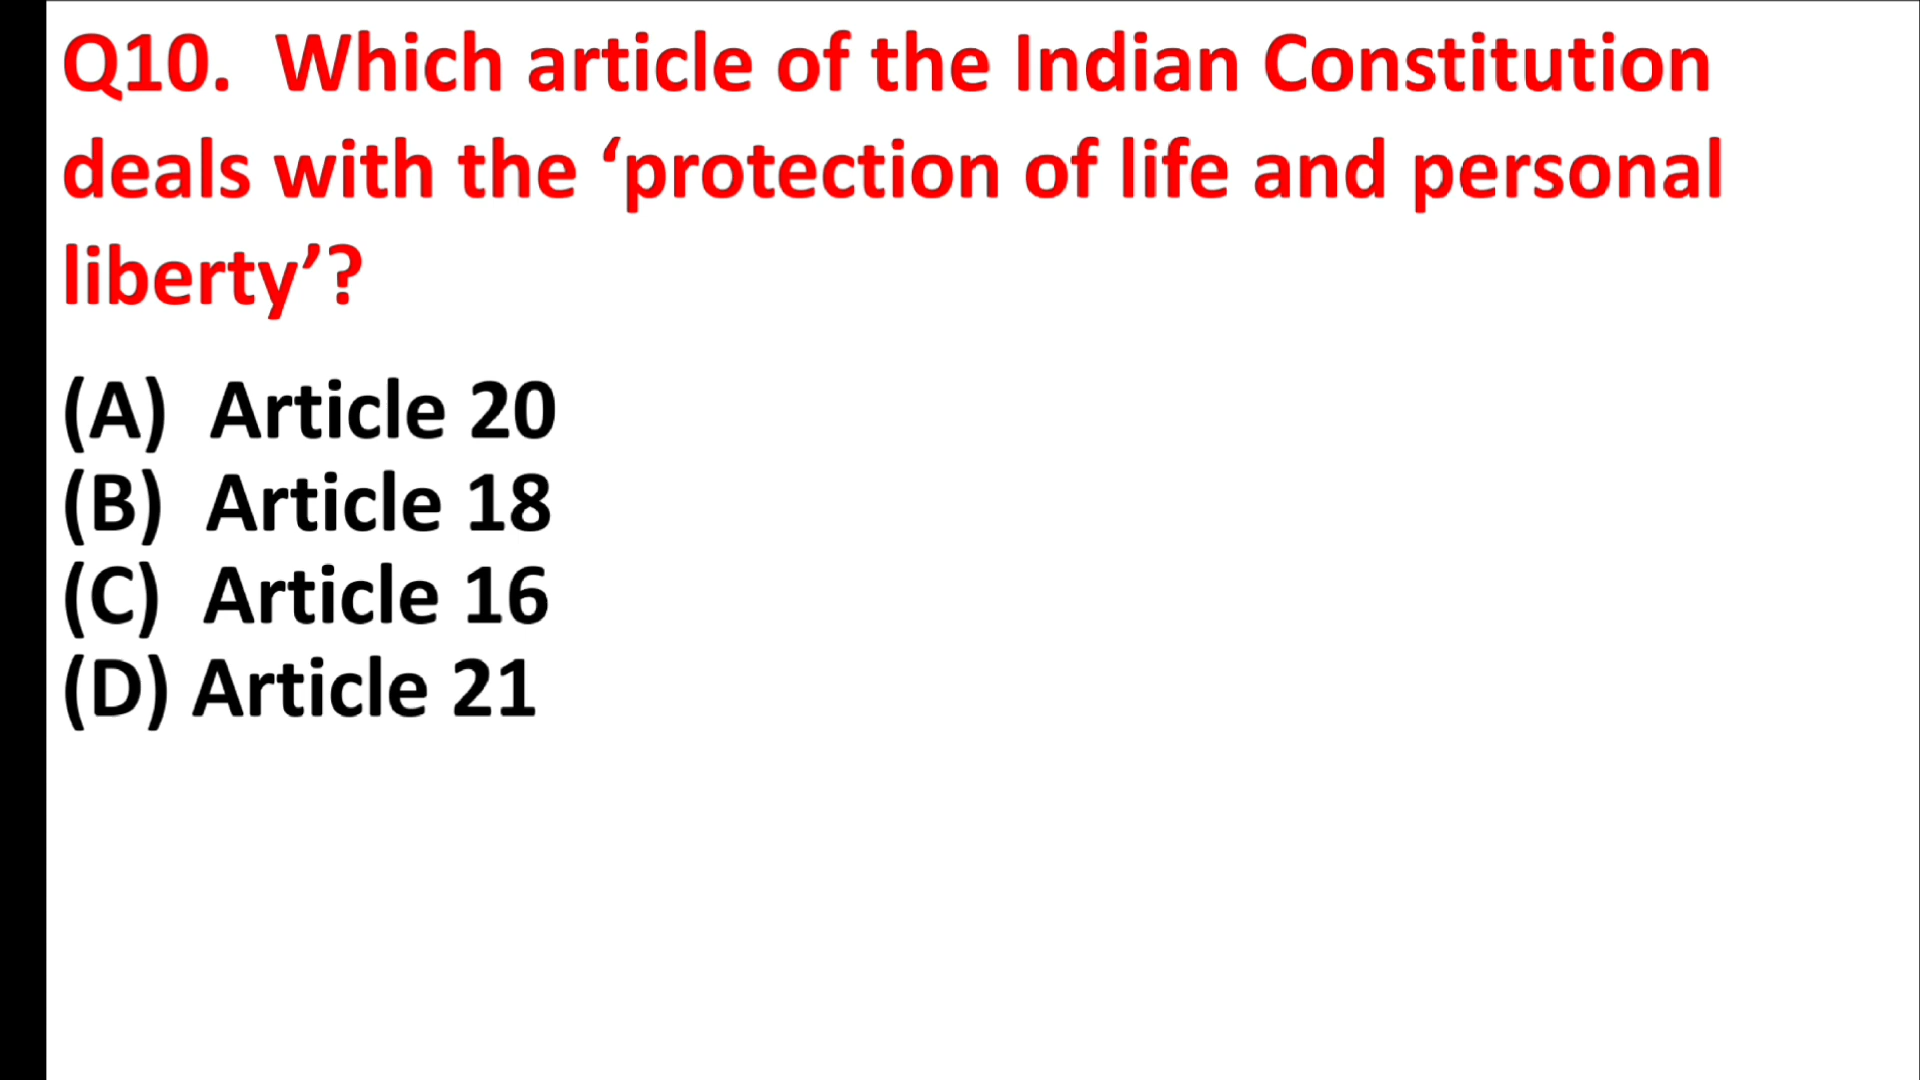 Q10.  Which article of the Indian Constitution
deals with the ‘protection of life and personal
liberty’?
(A)  Article 20
(B)  Article 18
(C)  Article 16
(D) Article 21